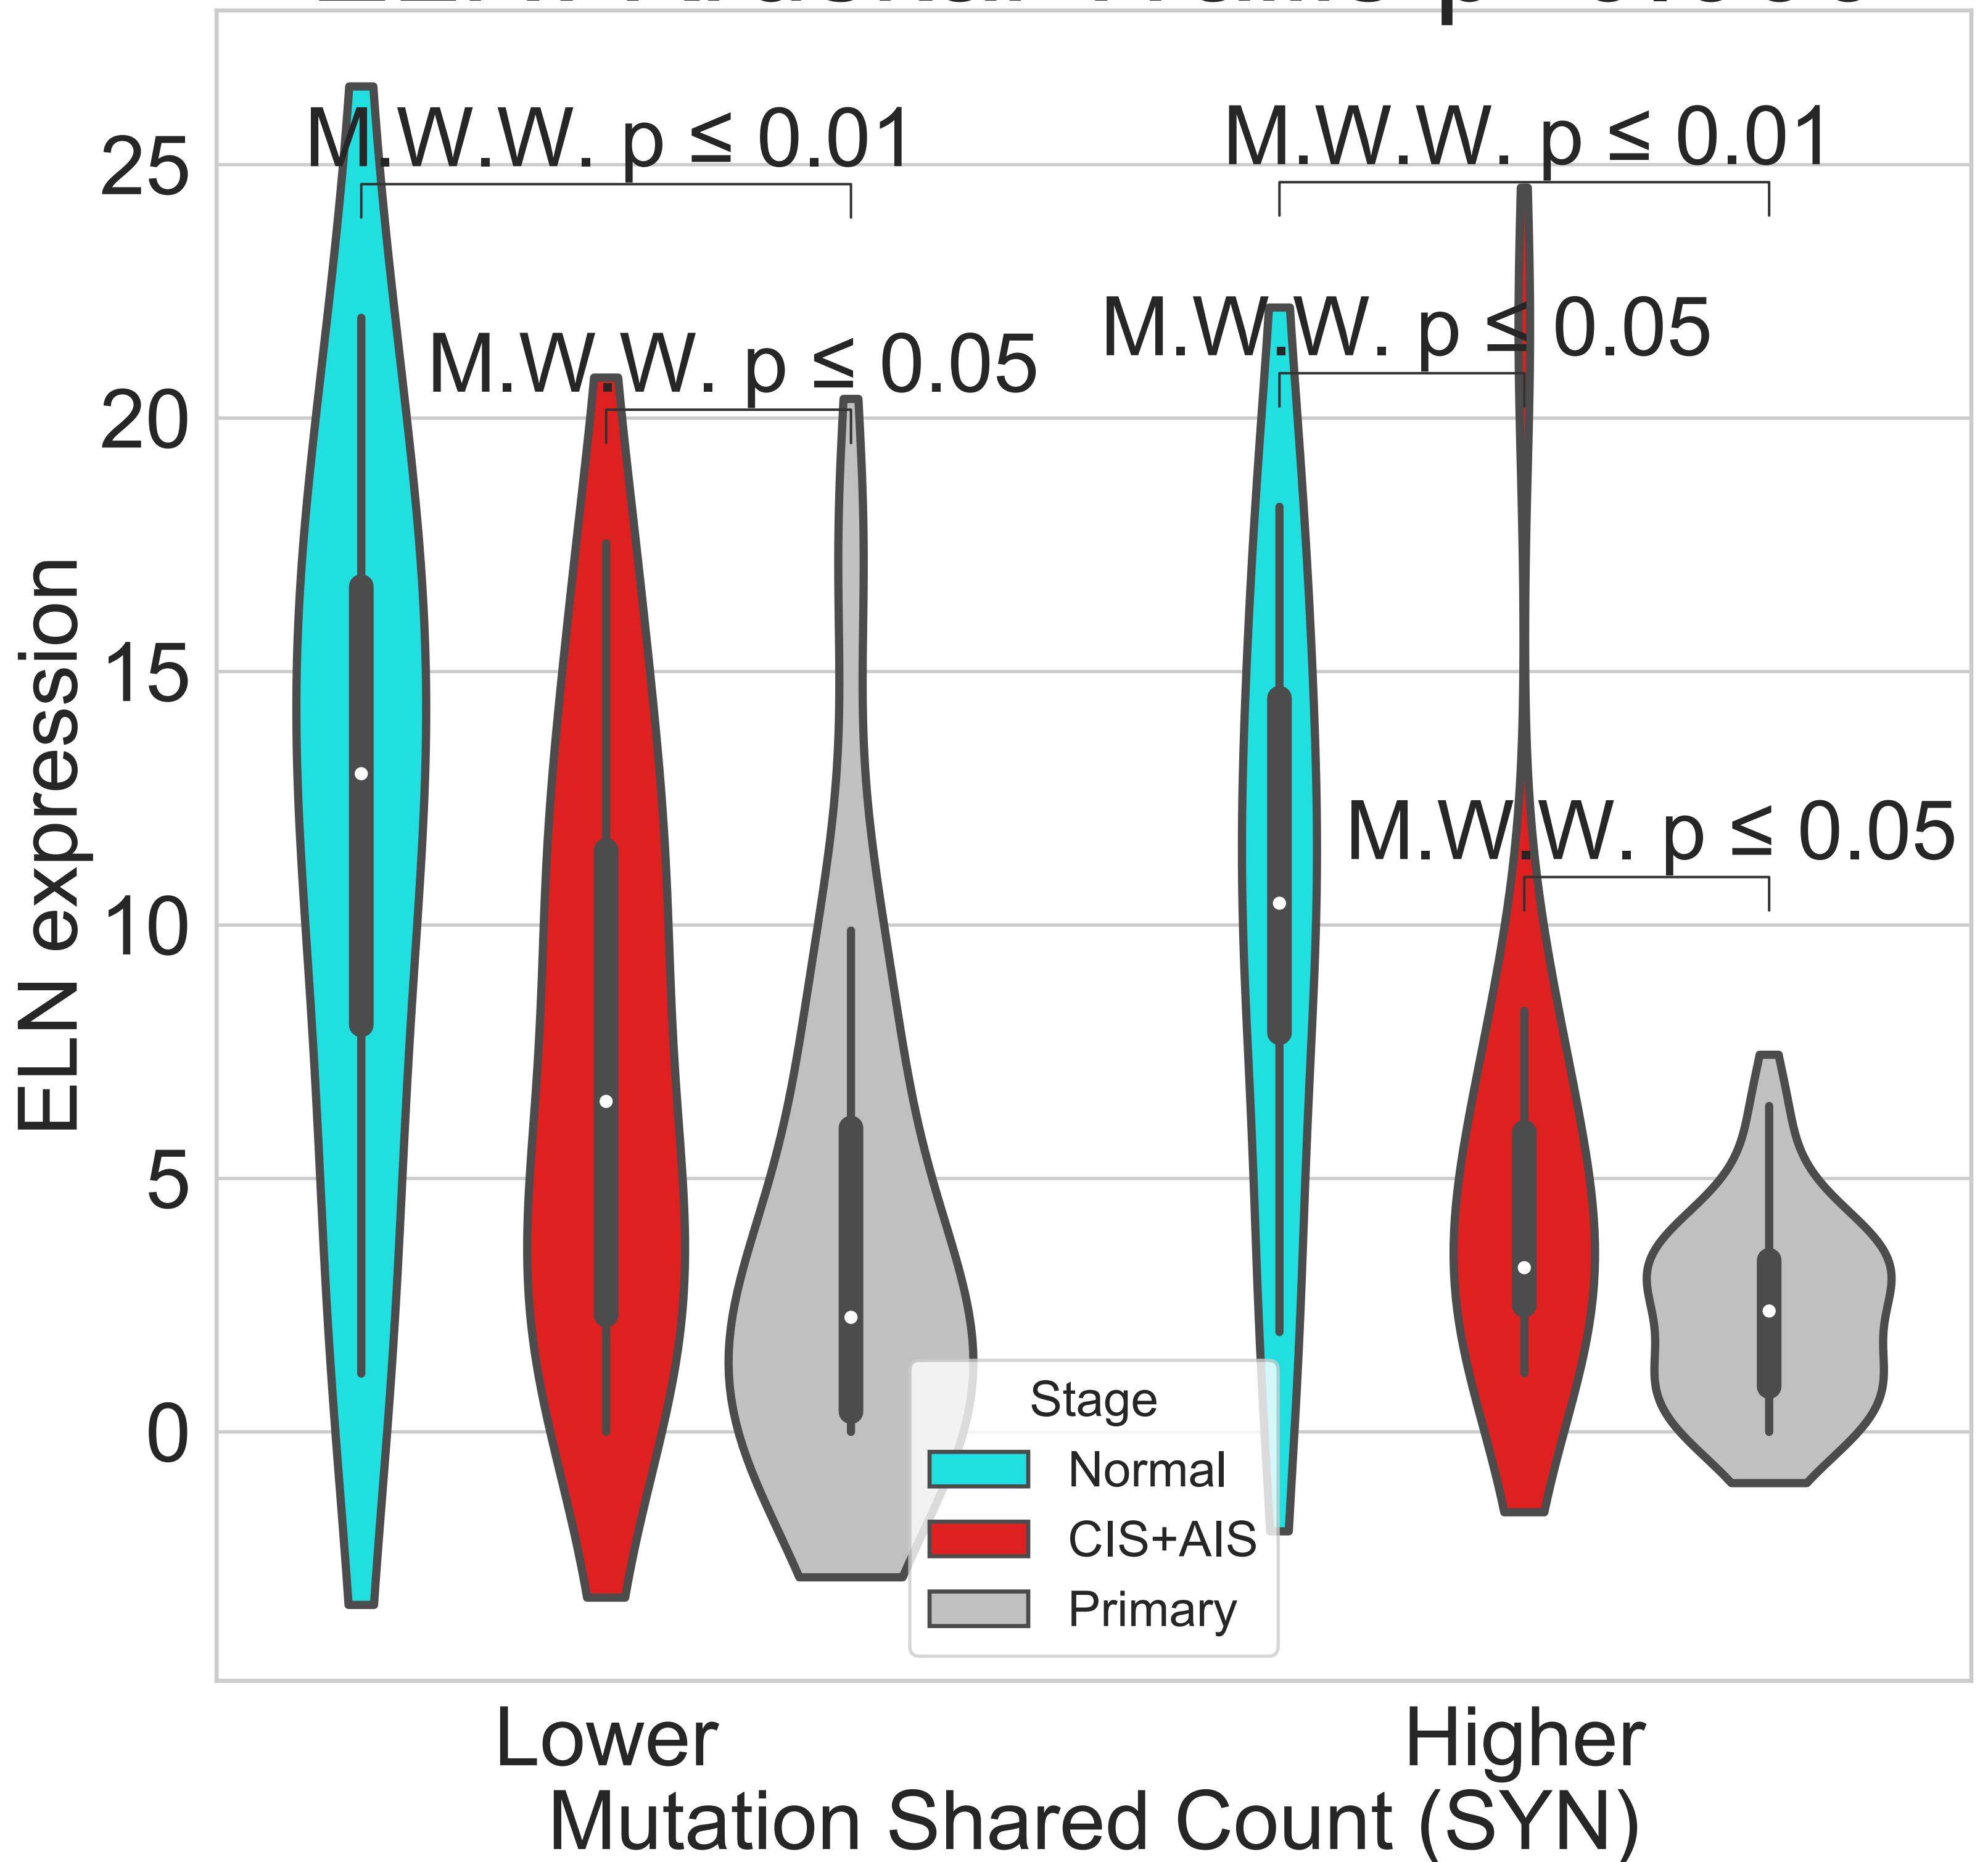 M.W.W. p ≤ 0.01
M.W.W. p ≤ 0.01
M.W.W. p ≤ 0.05
M.W.W. p ≤ 0.05
M.W.W. p ≤ 0.05
25
20
15
10
5
0
ELN expression
Stage
Normal
CIS+AIS
Primary
Lower
Higher
Mutation Shared Count (SYN)